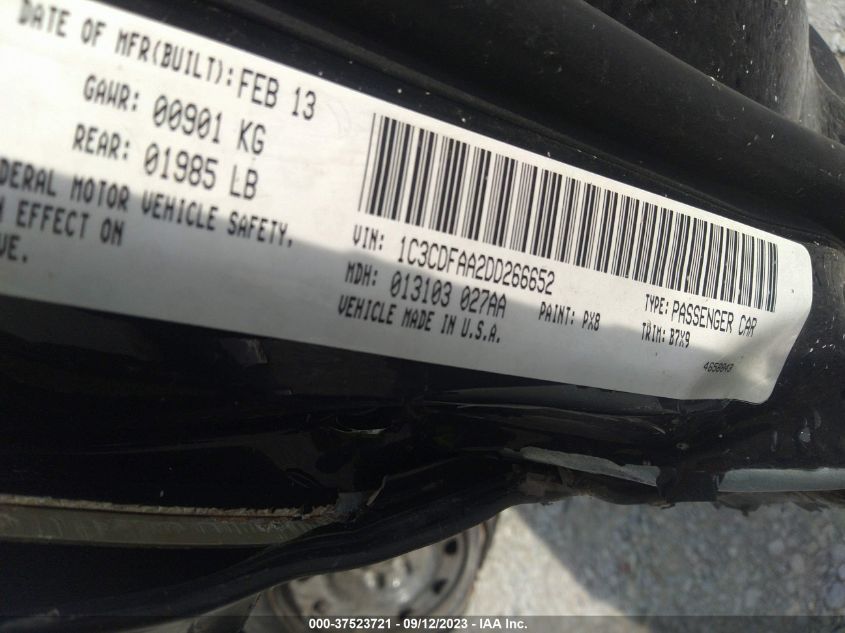 DATE OF MFR(BUILT): FEB 13
GAWR: 00901 KG
REAR: 01985 LB
MOTOR VEHICLE SAFETY,
EFFECT ON
VIN: 1C3CDFAA2DD266652
TYPE: PASSENGER CAR
MDH: 013103 027AA
PAINT: PX8
TRIM: B7X9
VEHICLE MADE IN U.S.A.
000-37523721 - 09/12/2023 - IAA Inc.